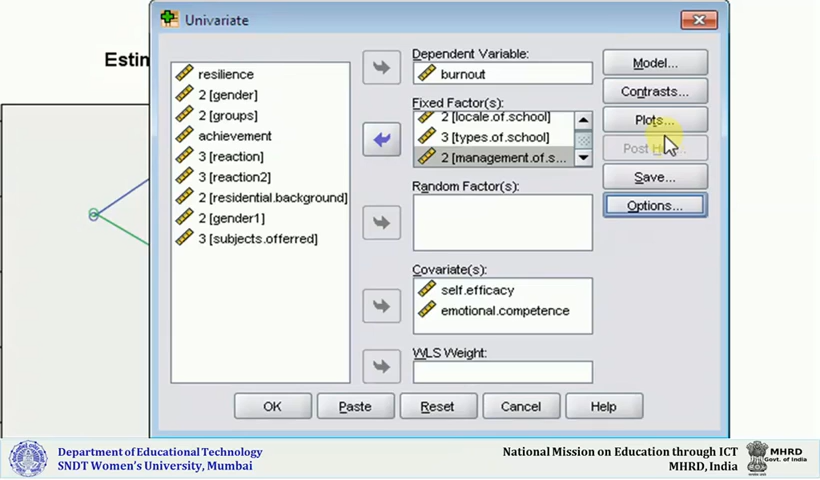 Univariate
Estin
resilience
2 [gender]
2 [groups]
achievement
3 [reaction]
3 [reaction2]
2 [residential.background]
2 [gender1]
3 [subjects.offerred]
Dependent Variable:
burnout
Fixed Factor(s):
2 [locale.of.school]
3 [types.of.school]
2 [management.of.s...
Random Factor(s):
Covariate(s):
self.efficacy
emotional.competence
WLS Weight:
Model...
Contrasts...
Plots...
Post
Save...
Options...
OK
Paste
Reset
Cancel
Help
Department of Educational Technology
SNDT Women's University, Mumbai
National Mission on Education through ICT
MHRD, India
MHRD
Govt. of India